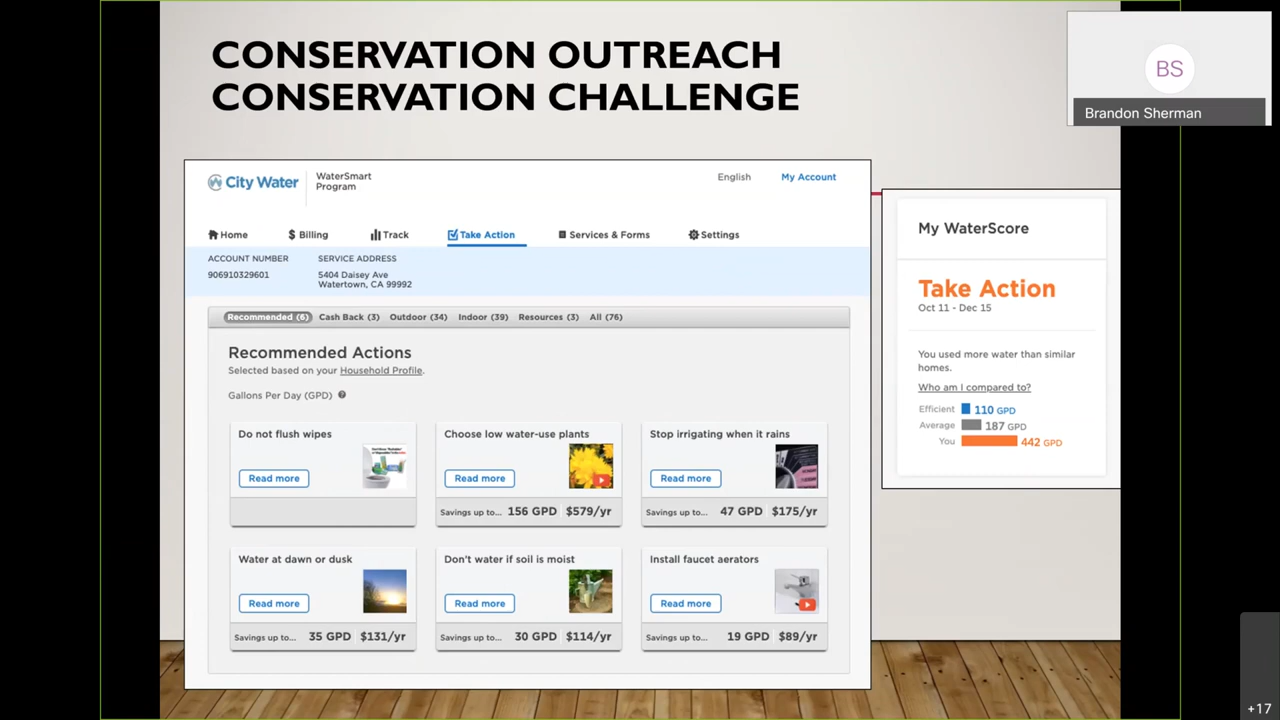 CONSERVATION OUTREACH
CONSERVATION CHALLENGE
BS
Brandon Sherman
City Water
WaterSmart
Program
English
My Account
Home
Billing
Track
Take Action
Services & Forms
Settings
ACCOUNT NUMBER
906910329601
SERVICE ADDRESS
5404 Daisey Ave
Watertown, CA 99992
Recommended (6)
Cash Back (3)
Outdoor (34)
Indoor (39)
Resources (3)
All (76)
Recommended Actions
Selected based on your Household Profile.
Gallons Per Day (GPD)
Do not flush wipes
Read more
Choose low water-use plants
Read more
Savings up to... 156 GPD $579/yr
Stop irrigating when it rains
Read more
Savings up to... 47 GPD $175/yr
Water at dawn or dusk
Read more
Savings up to... 35 GPD $131/yr
Don't water if soil is moist
Read more
Savings up to... 30 GPD $114/yr
Install faucet aerators
Read more
Savings up to... 19 GPD $89/yr
My WaterScore
Take Action
Oct 11 - Dec 15
You used more water than similar
homes.
Who am I compared to?
Efficient 110 GPD
Average 187 GPD
You 442 GPD
+17